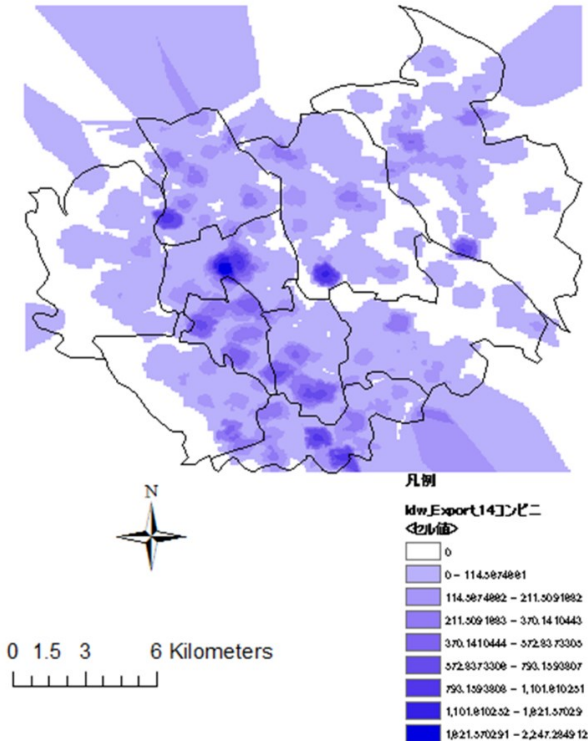 N
0 1.5 3 6 Kilometers
凡例
Idw_Export_14コンビニ
<セル値>
0
0 - 114.5874881
114.5874882 - 211.5091882
211.5091883 - 370.1410443
370.1410444 - 572.8373305
572.8373306 - 793.1593807
793.1593808 - 1,101.810251
1,101.810252 - 1,821.57029
1,821.570291 - 2,247.284912